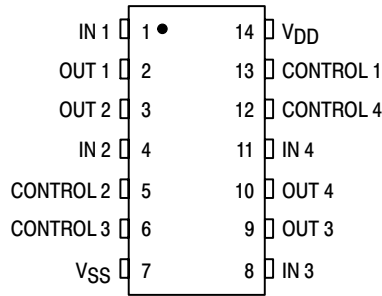 IN 1 1 14 VDD
OUT 1 2 13 CONTROL 1
OUT 2 3 12 CONTROL 4
IN 2 4 11 IN 4
CONTROL 2 5 10 OUT 4
CONTROL 3 6 9 OUT 3
VSS 7 8 IN 3